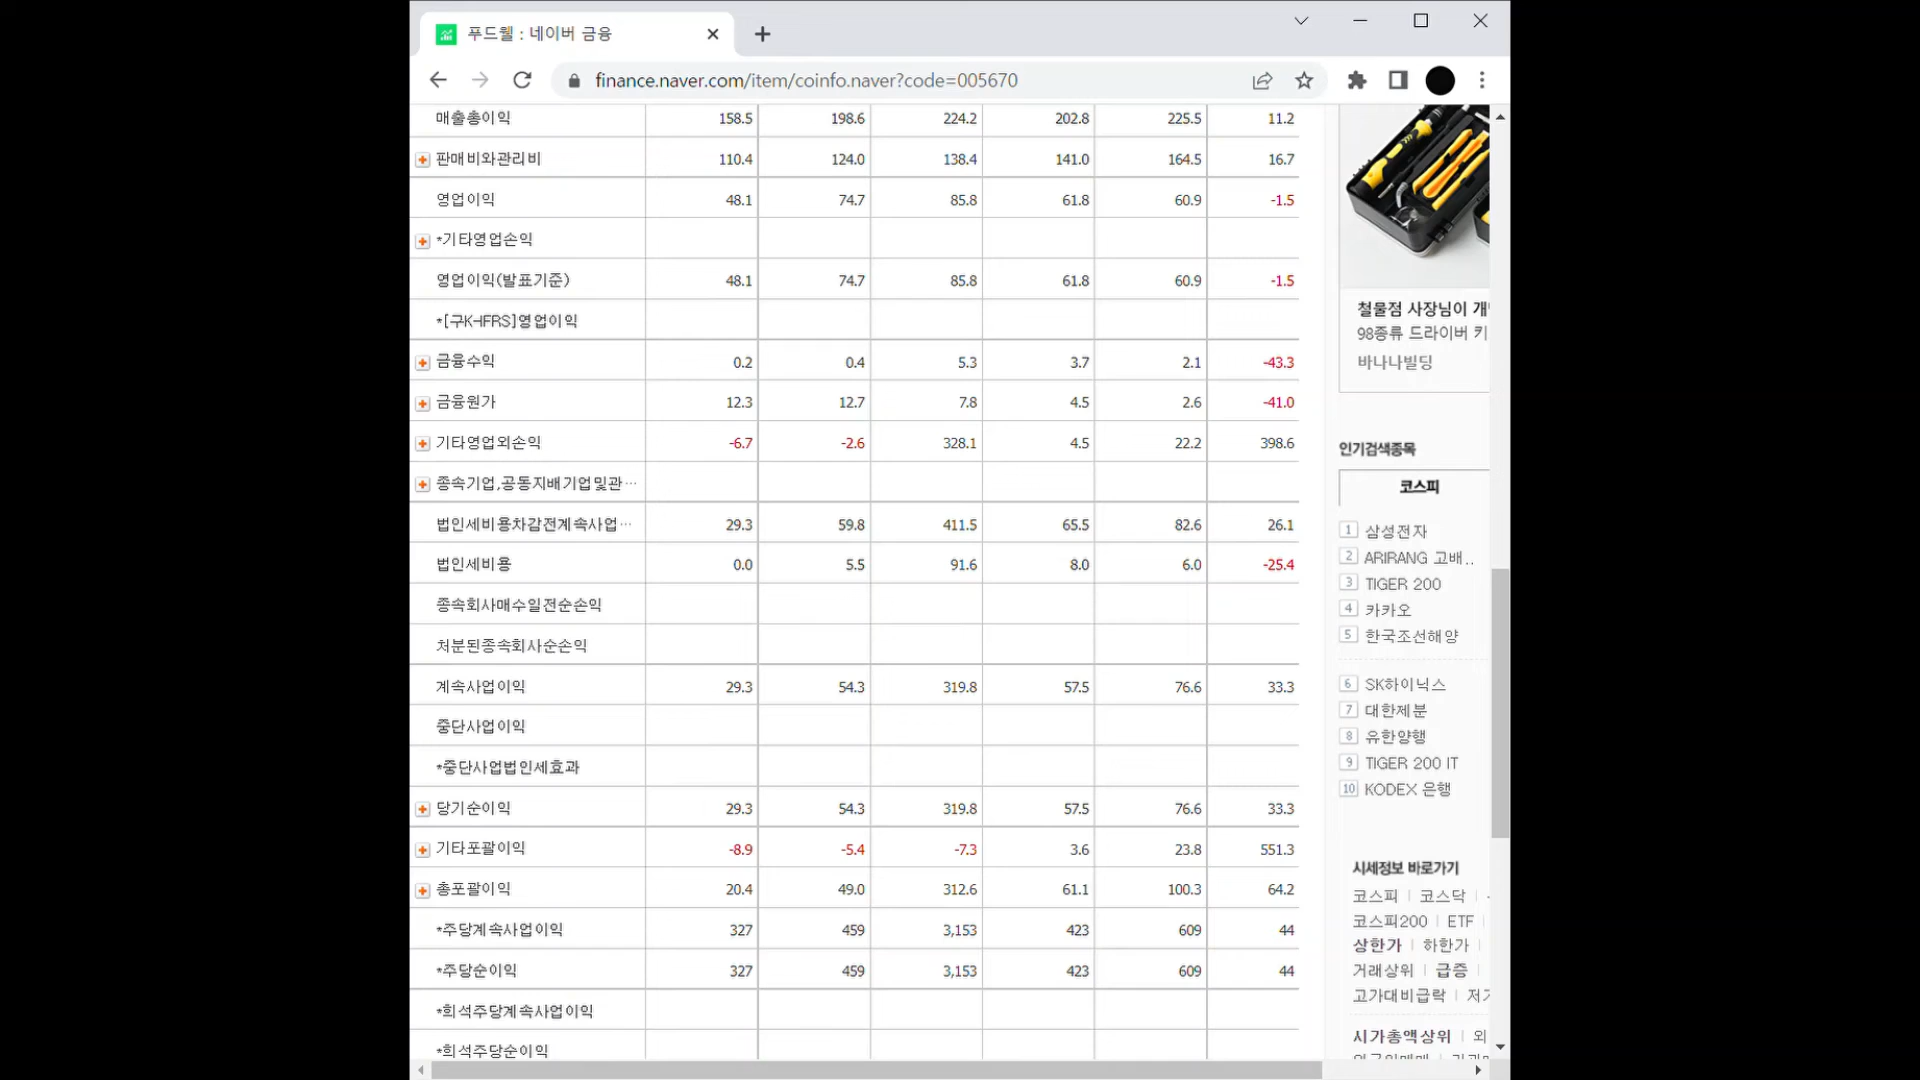 푸드웰 : 네이버 금융
finance.naver.com/item/coinfo.naver?code=005670
매출총이익 158.5 198.6 224.2 202.8 225.5 11.2
판매비와관리비 110.4 124.0 138.4 141.0 164.5 16.7
영업이익 48.1 74.7 85.8 61.8 60.9 -1.5
*기타영업손익
영업이익(발표기준) 48.1 74.7 85.8 61.8 60.9 -1.5
*[구K-IFRS]영업이익
금융수익 0.2 0.4 5.3 3.7 2.1 -43.3
금융원가 12.3 12.7 7.8 4.5 2.6 -41.0
기타영업외손익 -6.7 -2.6 328.1 4.5 22.2 398.6
종속기업,공동지배기업및관…
법인세비용차감전계속사업… 29.3 59.8 411.5 65.5 82.6 26.1
법인세비용 0.0 5.5 91.6 8.0 6.0 -25.4
종속회사매수일전순손익
처분된종속회사순손익
계속사업이익 29.3 54.3 319.8 57.5 76.6 33.3
중단사업이익
*중단사업법인세효과
당기순이익 29.3 54.3 319.8 57.5 76.6 33.3
기타포괄이익 -8.9 -5.4 -7.3 3.6 23.8 551.3
총포괄이익 20.4 49.0 312.6 61.1 100.3 64.2
*주당계속사업이익 327 459 3,153 423 609 44
*주당순이익 327 459 3,153 423 609 44
*희석주당계속사업이익
*희석주당순이익
철물점 사장님이
98종류 드라이버 키
바나나빌딩
인기검색종목
코스피
1 삼성전자
2 ARIRANG 고배..
3 TIGER 200
4 카카오
5 한국조선해양
6 SK하이닉스
7 대한제분
8 유한양행
9 TIGER 200 IT
10 KODEX 은행
시세정보 바로가기
코스피 | 코스닥
코스피200 | ETF
상한가 | 하한가
거래상위 | 급증
고가대비급락
시가총액상위 | 외